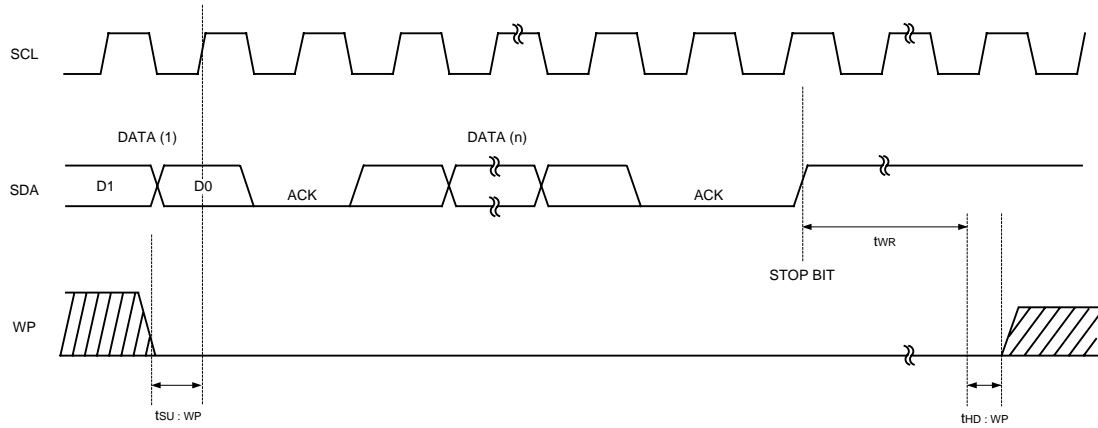 SCL
DATA (1)
DATA (n)
SDA
D1
D0
ACK
ACK
tWR
STOP BIT
WP
tSU : WP
tHD : WP